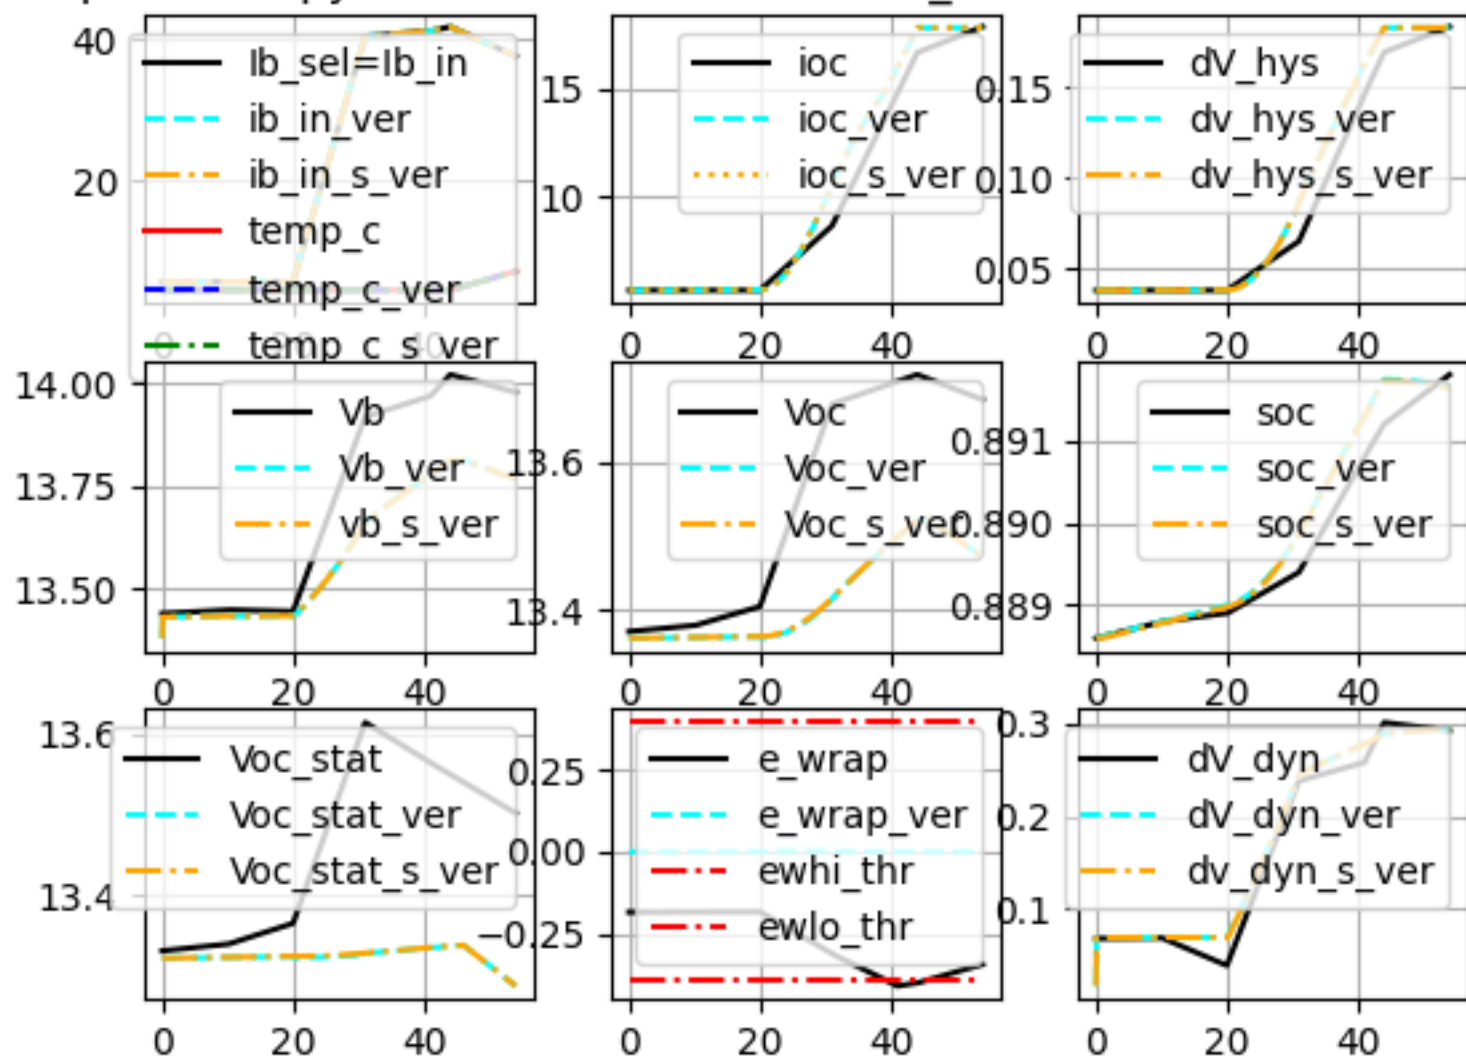 40
20
Ib_sel=Ib_in
ib_in_ver
ib_in_s_ver
temp_c
temp_c_ver
temp_c_s_ver
0 20 40
15
10
ioc
ioc_ver
ioc_s_ver
0 20 40
0.15
0.10
0.05
dV_hys
dv_hys_ver
dv_hys_s_ver
0 20 40
14.00
13.75
13.50
Vb
Vb_ver
vb_s_ver
0 20 40
13.6
13.4
Voc
Voc_ver
Voc_s_ver
0 20 40
0.891
0.890
0.889
soc
soc_ver
soc_s_ver
0 20 40
13.6
13.4
Voc_stat
Voc_stat_ver
Voc_stat_s_ver
0 20 40
0.25
0.00
−0.25
e_wrap
e_wrap_ver
ewhi_thr
ewlo_thr
0 20 40
0.3
0.2
0.1
dV_dyn
dV_dyn_ver
dv_dyn_s_ver
0 20 40